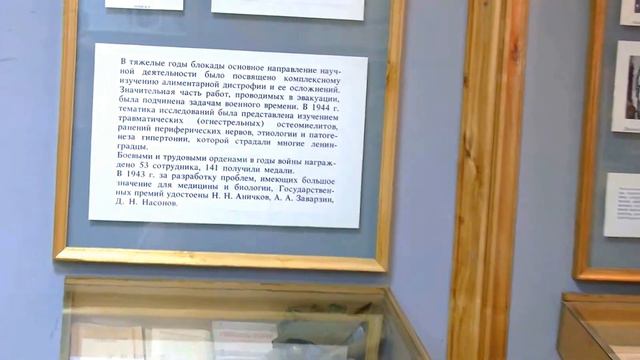 В тяжелые годы блокады основное направление науч-
ной деятельности было посвящено комплексному
изучению алиментарной дистрофии и ее осложнений.
Значительная часть работ, проводимых в эвакуации,
была подчинена задачам военного времени. В 1944 г.
тематика исследований была представлена изучением
травматических (огнестрельных) остеомиелитов,
ранений периферических нервов, этиологии и патоге-
неза гипертонии, которой страдали многие ленин-
градцы.
Боевыми и трудовыми орденами в годы войны награж-
дено 53 сотрудника, 141 получили медали.
В 1943 г. за разработку проблем, имеющих большое
значение для медицины и биологии, Государствен-
ных премий удостоены Н. Н. Аничков, А. А. Заварзин,
Д. Н. Насонов.